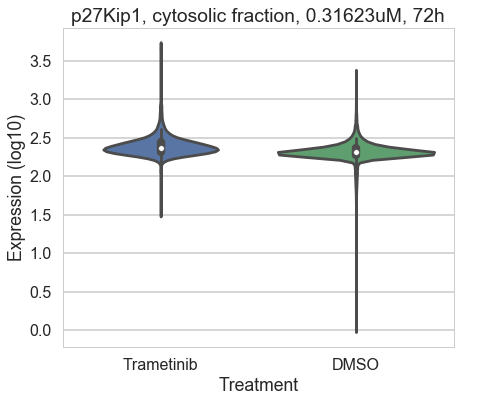 p27Kip1, cytosolic fraction, 0.31623uM, 72h
Expression (log10)
3.5
3.0
2.5
2.0
1.5
1.0
0.5
0.0
Trametinib DMSO
Treatment